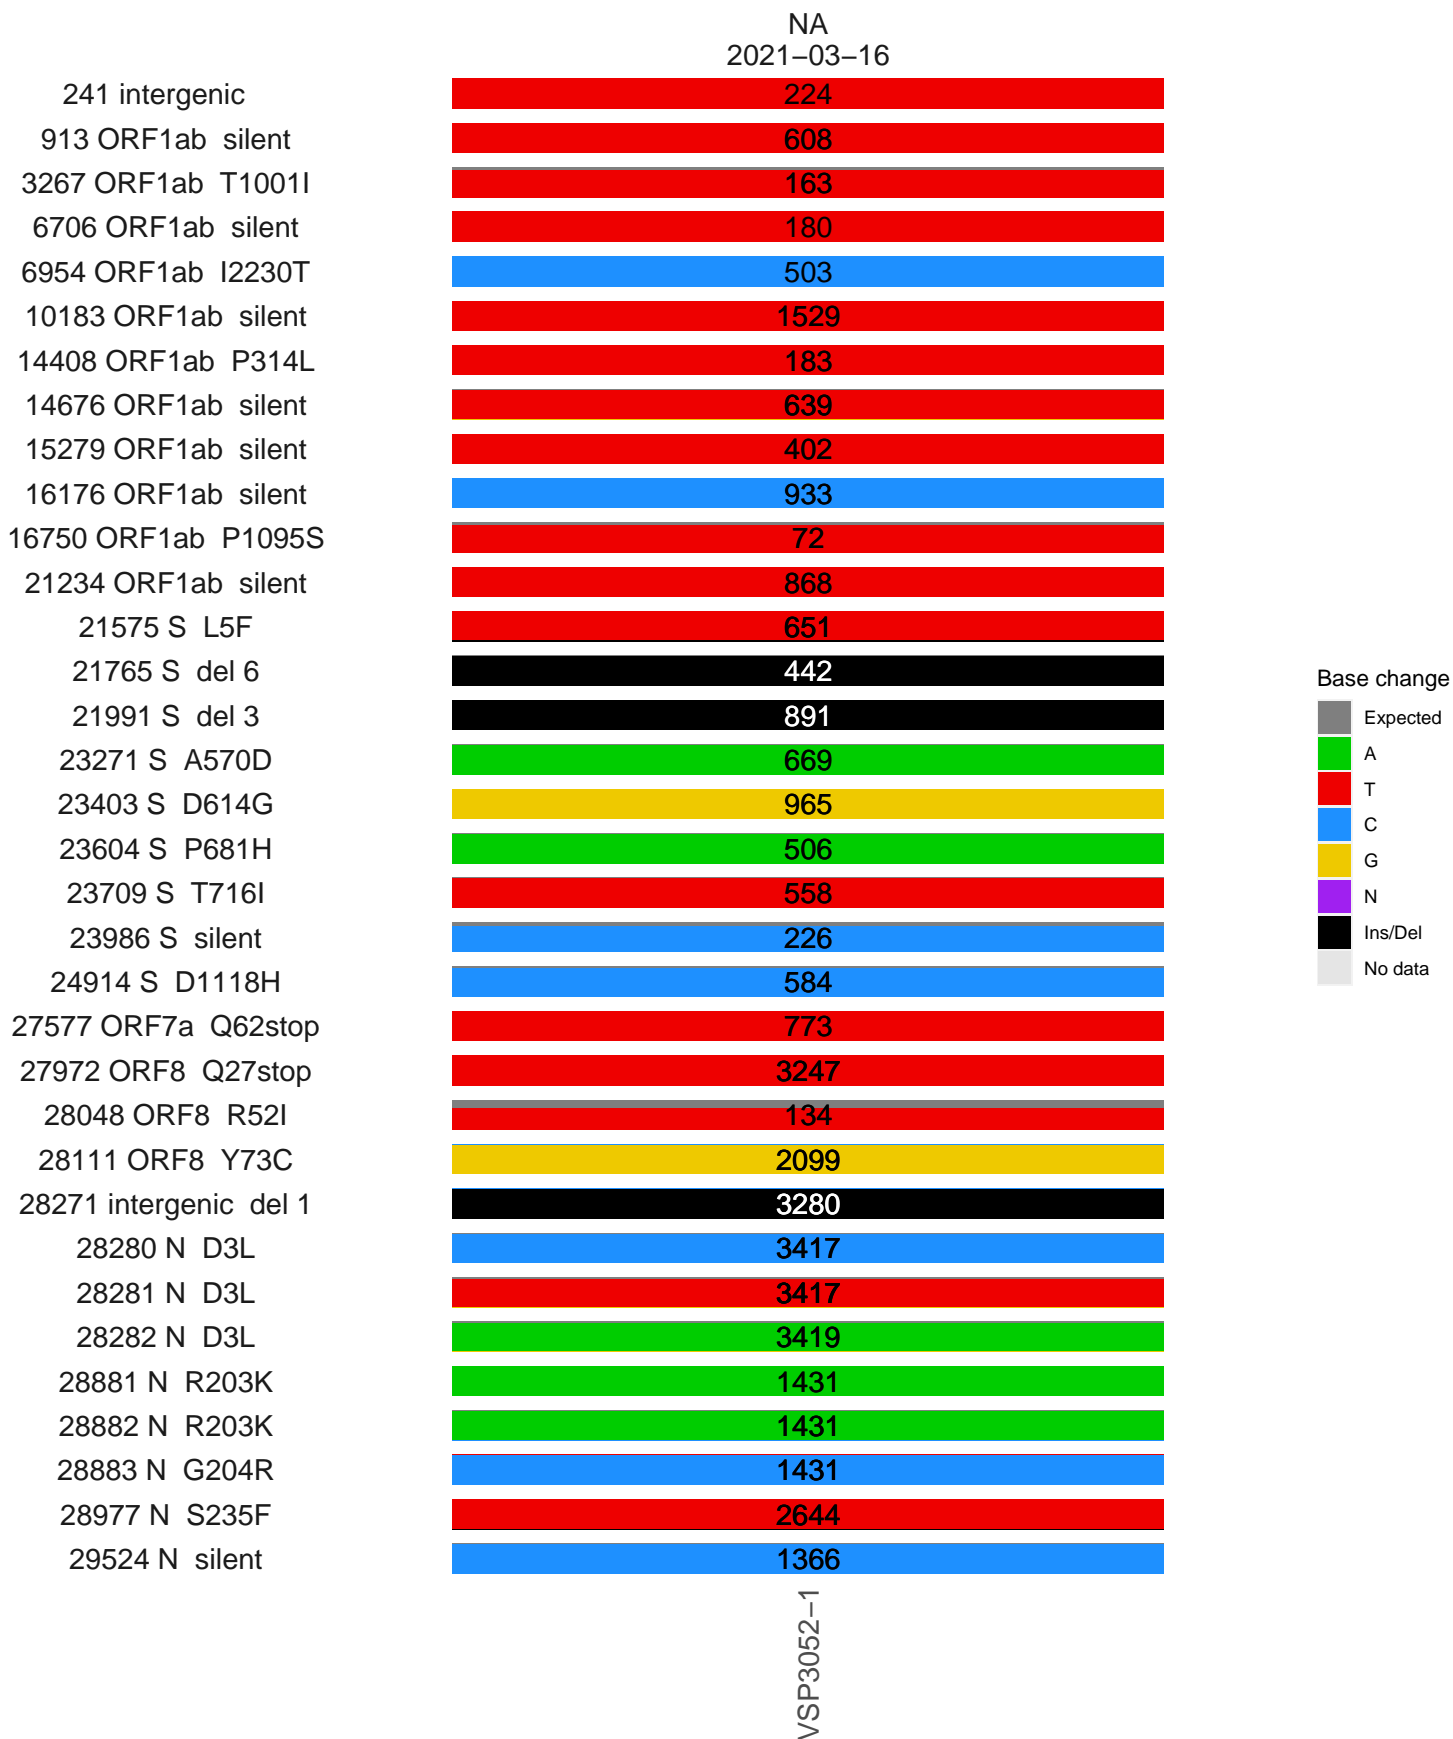 NA
2021−03−16
241 intergenic 224
913 ORF1ab silent 608
3267 ORF1ab T1001I 163
6706 ORF1ab silent 180
6954 ORF1ab I2230T 503
10183 ORF1ab silent 1529
14408 ORF1ab P314L 183
14676 ORF1ab silent 639
15279 ORF1ab silent 402
16176 ORF1ab silent 933
16750 ORF1ab P1095S 72
21234 ORF1ab silent 868
21575 S L5F 651
21765 S del 6 442
21991 S del 3 891
23271 S A570D 669
23403 S D614G 965
23604 S P681H 506
23709 S T716I 558
23986 S silent 226
24914 S D1118H 584
27577 ORF7a Q62stop 773
27972 ORF8 Q27stop 3247
28048 ORF8 R52I 134
28111 ORF8 Y73C 2099
28271 intergenic del 1 3280
28280 N D3L 3417
28281 N D3L 3417
28282 N D3L 3419
28881 N R203K 1431
28882 N R203K 1431
28883 N G204R 1431
28977 N S235F 2644
29524 N silent 1366
VSP3052−1
Base change
Expected
A
T
C
G
N
Ins/Del
No data